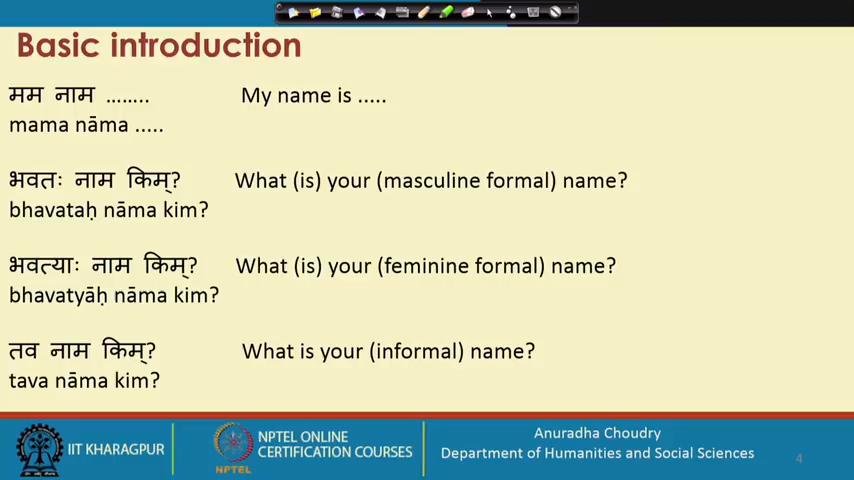 Basic introduction
मम नाम ........ My name is .....
mama nāma .....
भवतः नाम किम्? What (is) your (masculine formal) name?
bhavataḥ nāma kim?
भवत्याः नाम किम्? What (is) your (feminine formal) name?
bhavatyāḥ nāma kim?
तव नाम किम्? What is your (informal) name?
tava nāma kim?
IIT KHARAGPUR
NPTEL
NPTEL ONLINE
CERTIFICATION COURSES
Anuradha Choudry
Department of Humanities and Social Sciences
4